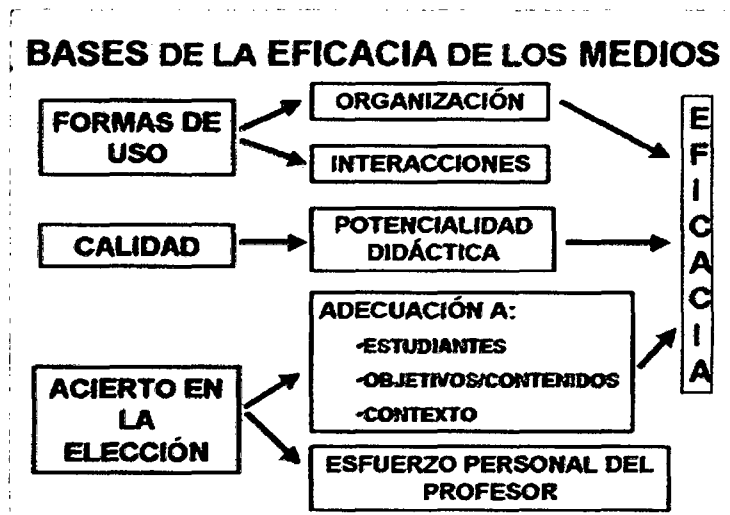 BASES DE LA EFICACIA DE LOS MEDIOS
FORMAS DE
USO
ORGANIZACIÓN
INTERACCIONES
CALIDAD
POTENCIALIDAD
DIDÁCTICA
ACIERTO EN
LA
ELECCIÓN
ADECUACIÓN A:
-ESTUDIANTES
-OBJETIVOS/CONTENIDOS
-CONTEXTO
ESFUERZO PERSONAL DEL
PROFESOR
EFICACIA